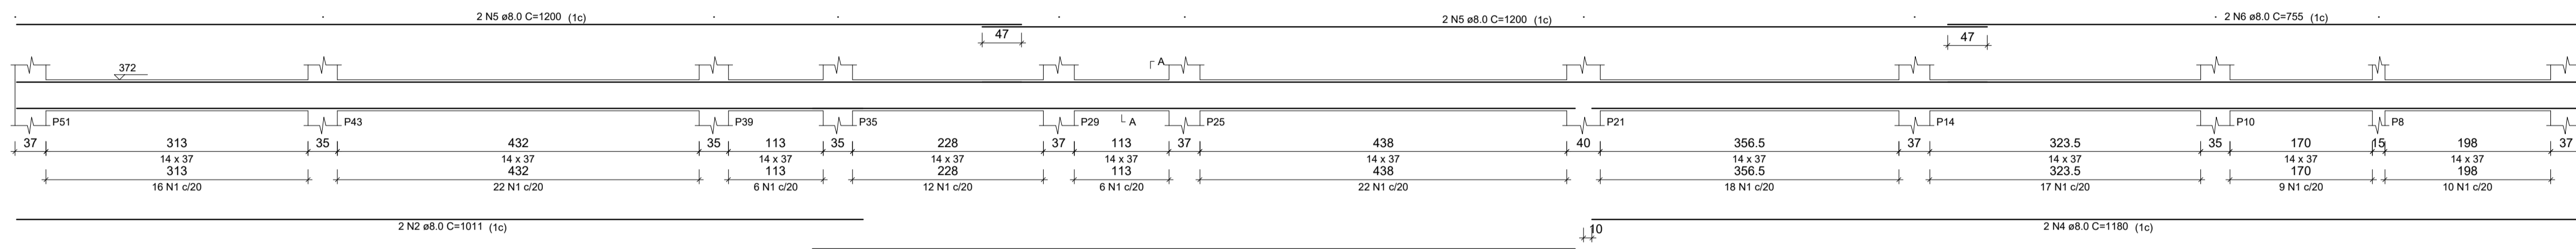 2 N5 ø8.0 C=1200 (1c) 2 N5 ø8.0 C=1200 (1c) 2 N6 ø8.0 C=755 (1c)
47 47
372 A
P51 P43 P39 P35 P29 A P25 P21 P14 P10 P8
37 313 35 432 35 113 35 228 37 113 37 438 40 356.5 37 323.5 35 170 15 198 37
14 x 37 14 x 37 14 x 37 14 x 37 14 x 37 14 x 37 14 x 37 14 x 37 14 x 37 14 x 37
313 432 113 228 113 438 356.5 323.5 170 198
16 N1 c/20 22 N1 c/20 6 N1 c/20 12 N1 c/20 6 N1 c/20 22 N1 c/20 18 N1 c/20 17 N1 c/20 9 N1 c/20 10 N1 c/20
2 N2 ø8.0 C=1011 (1c) 10 2 N4 ø8.0 C=1180 (1c)